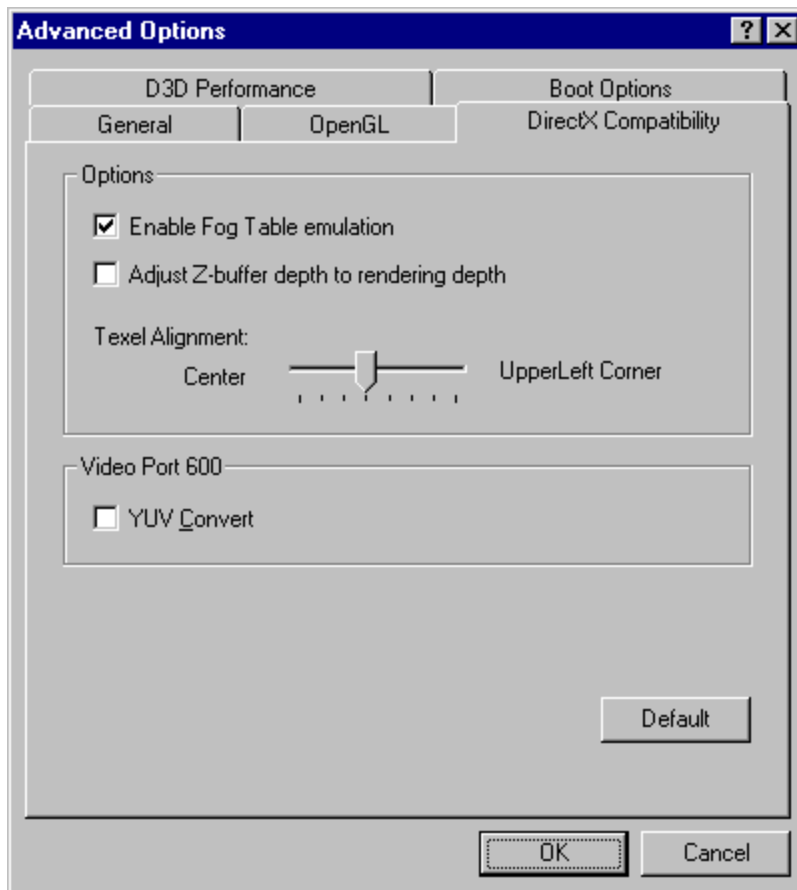 Advanced Options
D3D Performance Boot Options
General OpenGL DirectX Compatibility
Options
Enable Fog Table emulation
Adjust Z-buffer depth to rendering depth
Texel Alignment:
Center UpperLeft Corner
Video Port 600
YUV Convert
Default
OK Cancel